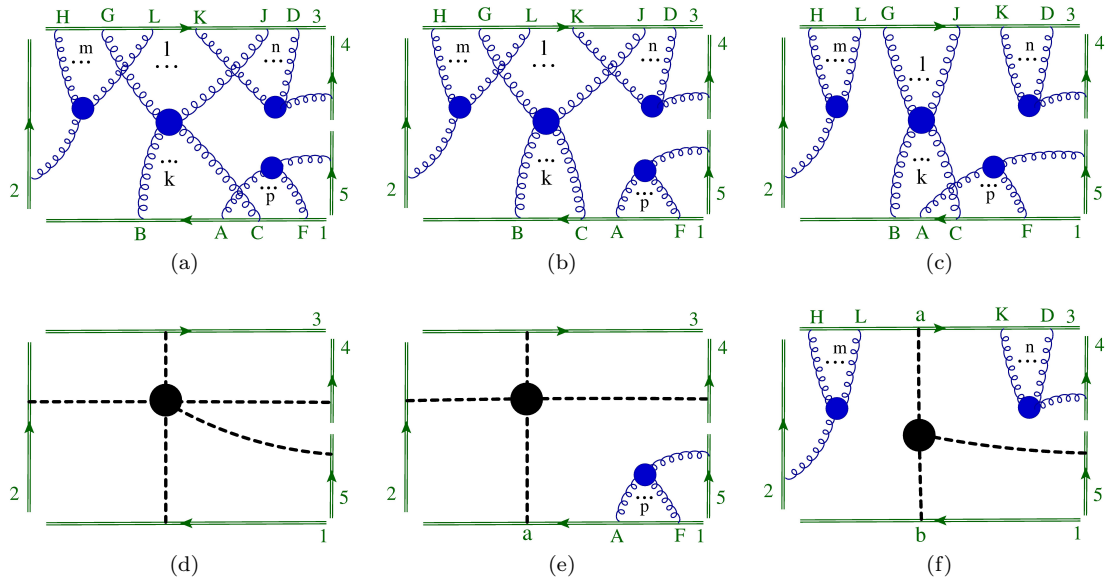 H G L K J D 3
m l n 4
... ... ...
2 ... ... 5
k p
B A C F 1
(a)
H G L K J D 3
m l n 4
... ... ...
2 ... ... 5
k p
B C A F 1
(b)
H L G J K D 3
m l n 4
... ... ...
2 ... ... 5
k p
B A C F 1
(c)
3
4
2 5
1
(d)
3
4
2 ... 5
p
a A F 1
(e)
H L a K D 3
m n 4
... ...
2 5
b 1
(f)